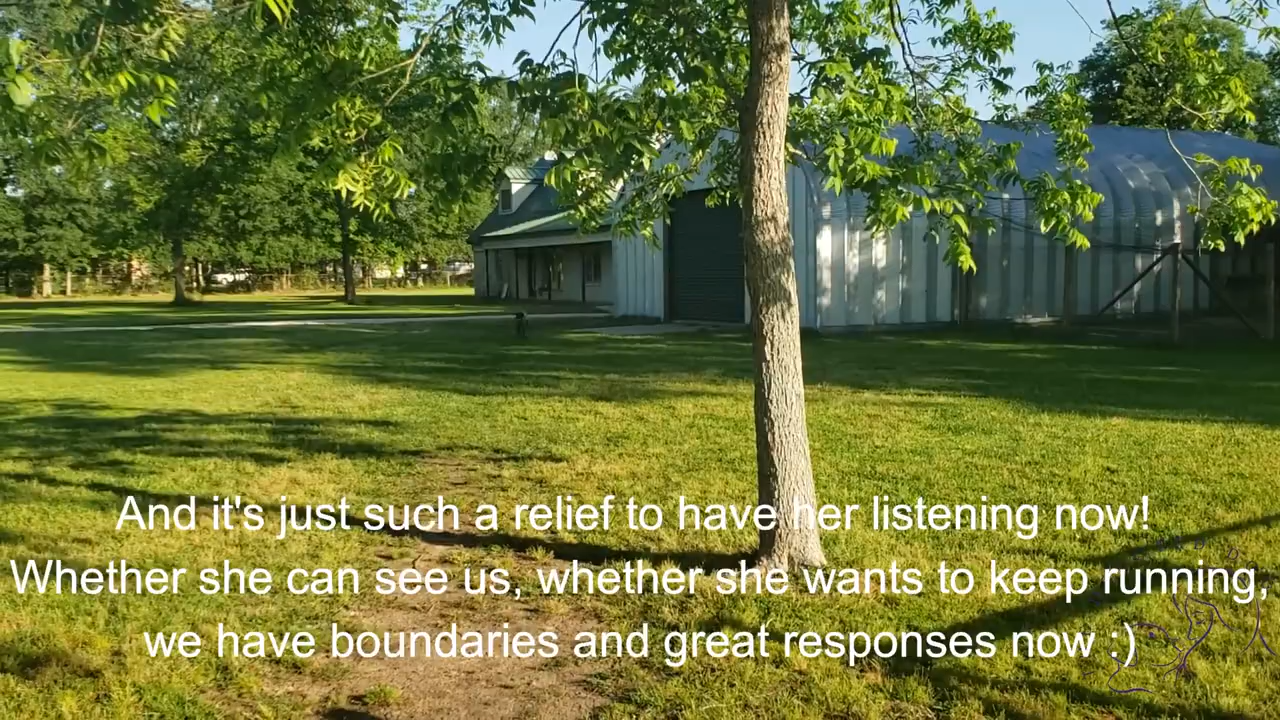 And it's just such a relief to have her listening now!
Whether she can see us, whether she wants to keep running,
we have boundaries and great responses now :)